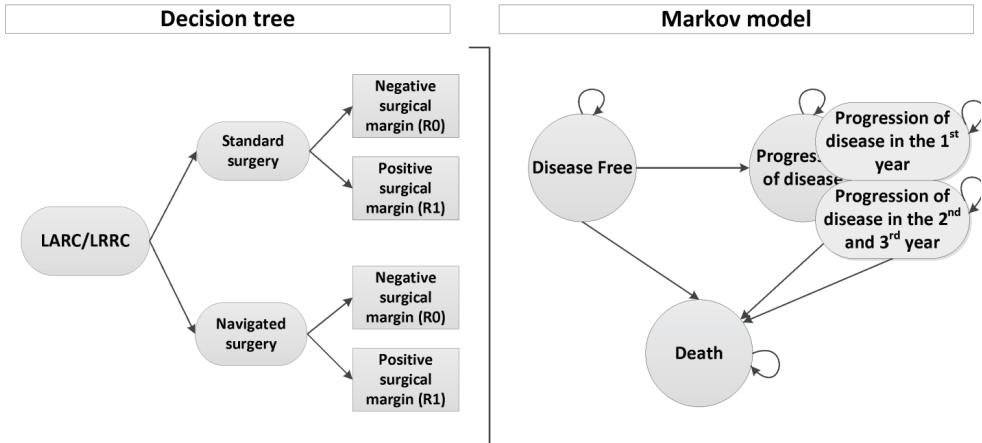 Decision tree
Markov model
LARC/LRRC
Standard
surgery
Negative
surgical
margin (R0)
Positive
surgical
margin (R1)
Navigated
surgery
Negative
surgical
margin (R0)
Positive
surgical
margin (R1)
Disease Free
of disease
Progression of
disease in the 1st
year
Progression of
disease in the 2nd
and 3rd year
Death